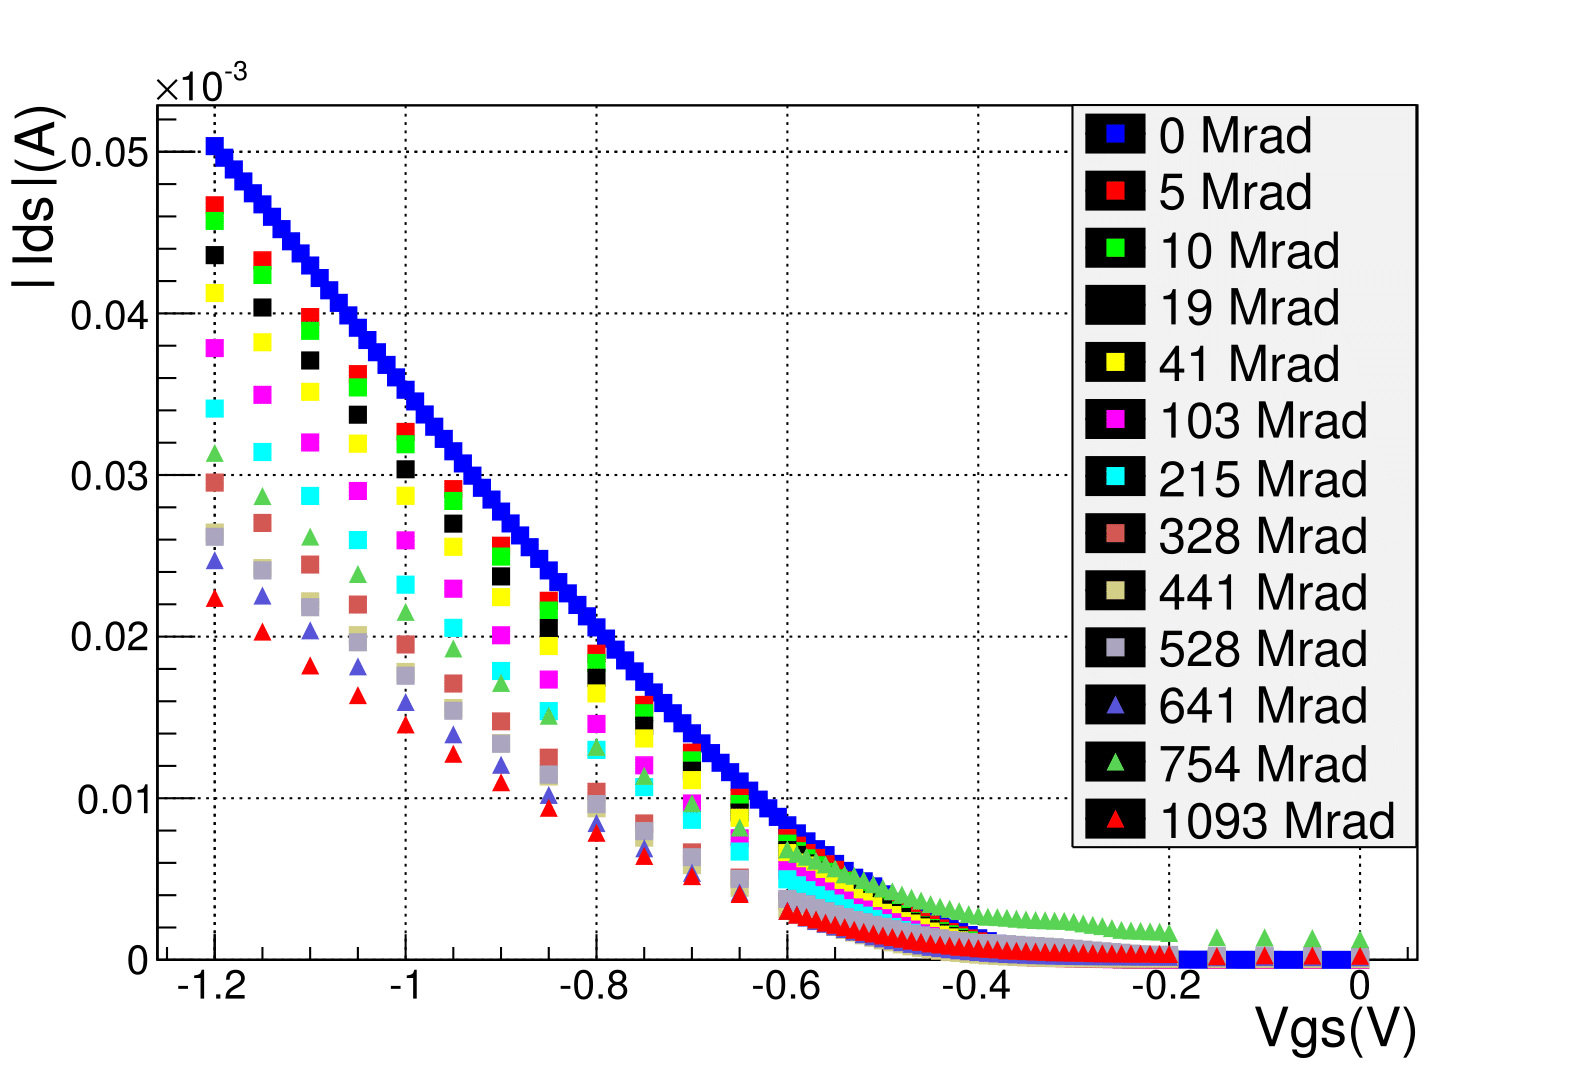 ×10-3
| Ids |(A)
0.05
0.04
0.03
0.02
0.01
0
-1.2
-1
-0.8
-0.6
-0.4
-0.2
0
Vgs(V)
0 Mrad
5 Mrad
10 Mrad
19 Mrad
41 Mrad
103 Mrad
215 Mrad
328 Mrad
441 Mrad
528 Mrad
641 Mrad
754 Mrad
1093 Mrad